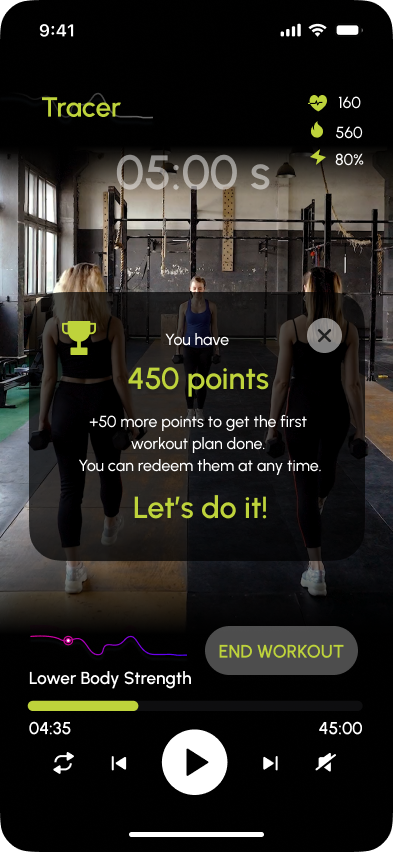 9:41
Tracer
160
560
80%
05:00 s
You have
450 points
+50 more points to get the first
workout plan done.
You can redeem them at any time.
Let's do it!
END WORKOUT
Lower Body Strength
04:35
45:00